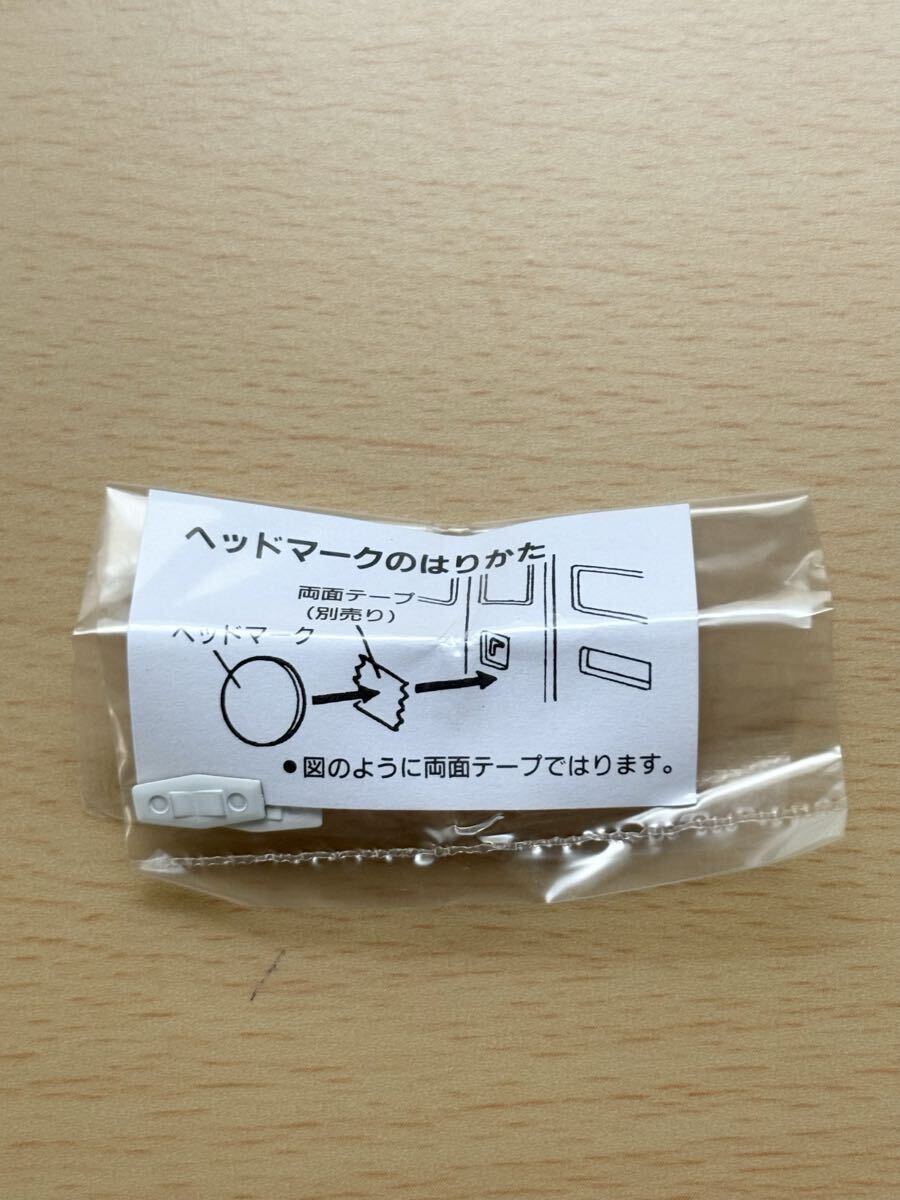 ヘッドマークのはりかた
両面テープ
(別売り)
ヘッドマーク
●図のように両面テープではります。